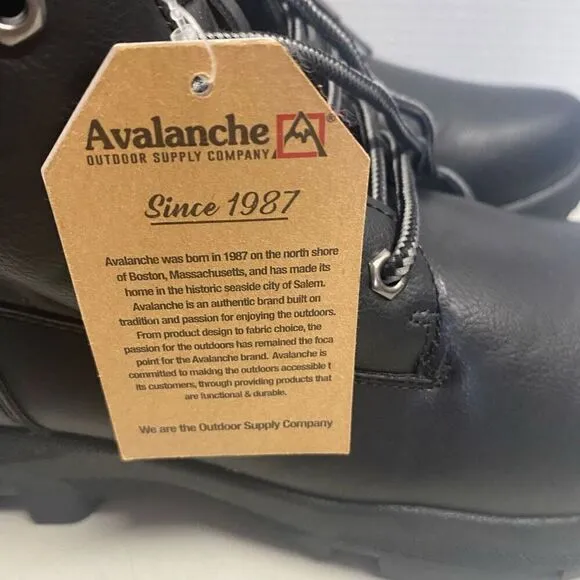 Avalanche®
OUTDOOR SUPPLY COMPANY
Since 1987
Avalanche was born in 1987 on the north shore
of Boston, Massachusetts, and has made its
home in the historic seaside city of Salem.
Avalanche is an authentic brand built on
tradition and passion for enjoying the outdoors.
From product design to fabric choice, the
passion for the outdoors has remained the foca
point for the Avalanche brand. Avalanche is
committed to making the outdoors accessible t
its customers, through providing products that
are functional & durable.
We are the Outdoor Supply Company